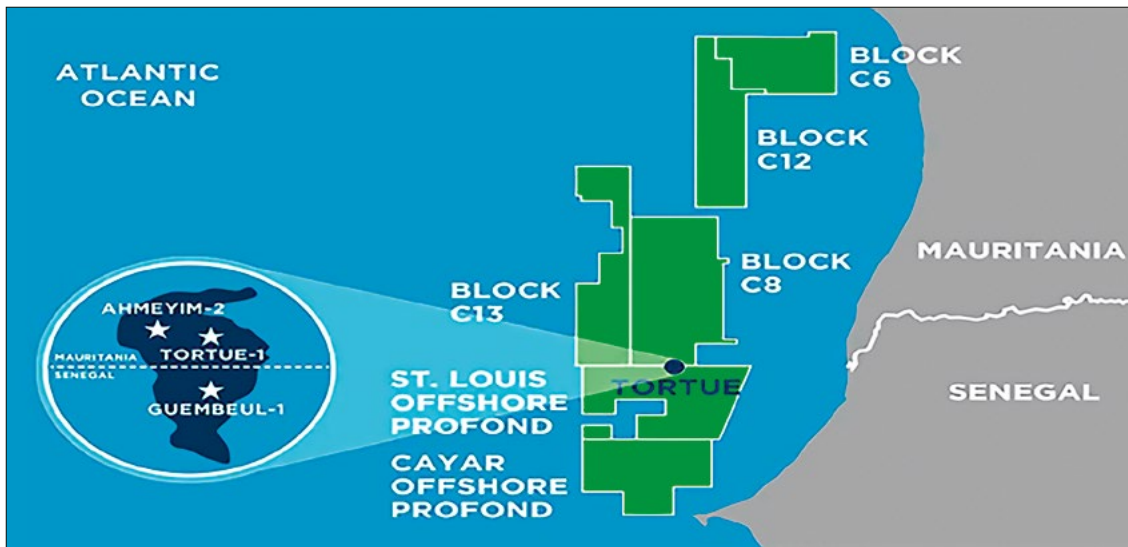 ATLANTIC
OCEAN
BLOCK
C6
BLOCK
C12
MAURITANIA
BLOCK
C8
BLOCK
C13
AHMEYIM-2
TORTUE-1
MAURITANIA
SENEGAL
GUEMBEUL-1
TORTUE
SENEGAL
ST. LOUIS
OFFSHORE
PROFOND
CAYAR
OFFSHORE
PROFOND